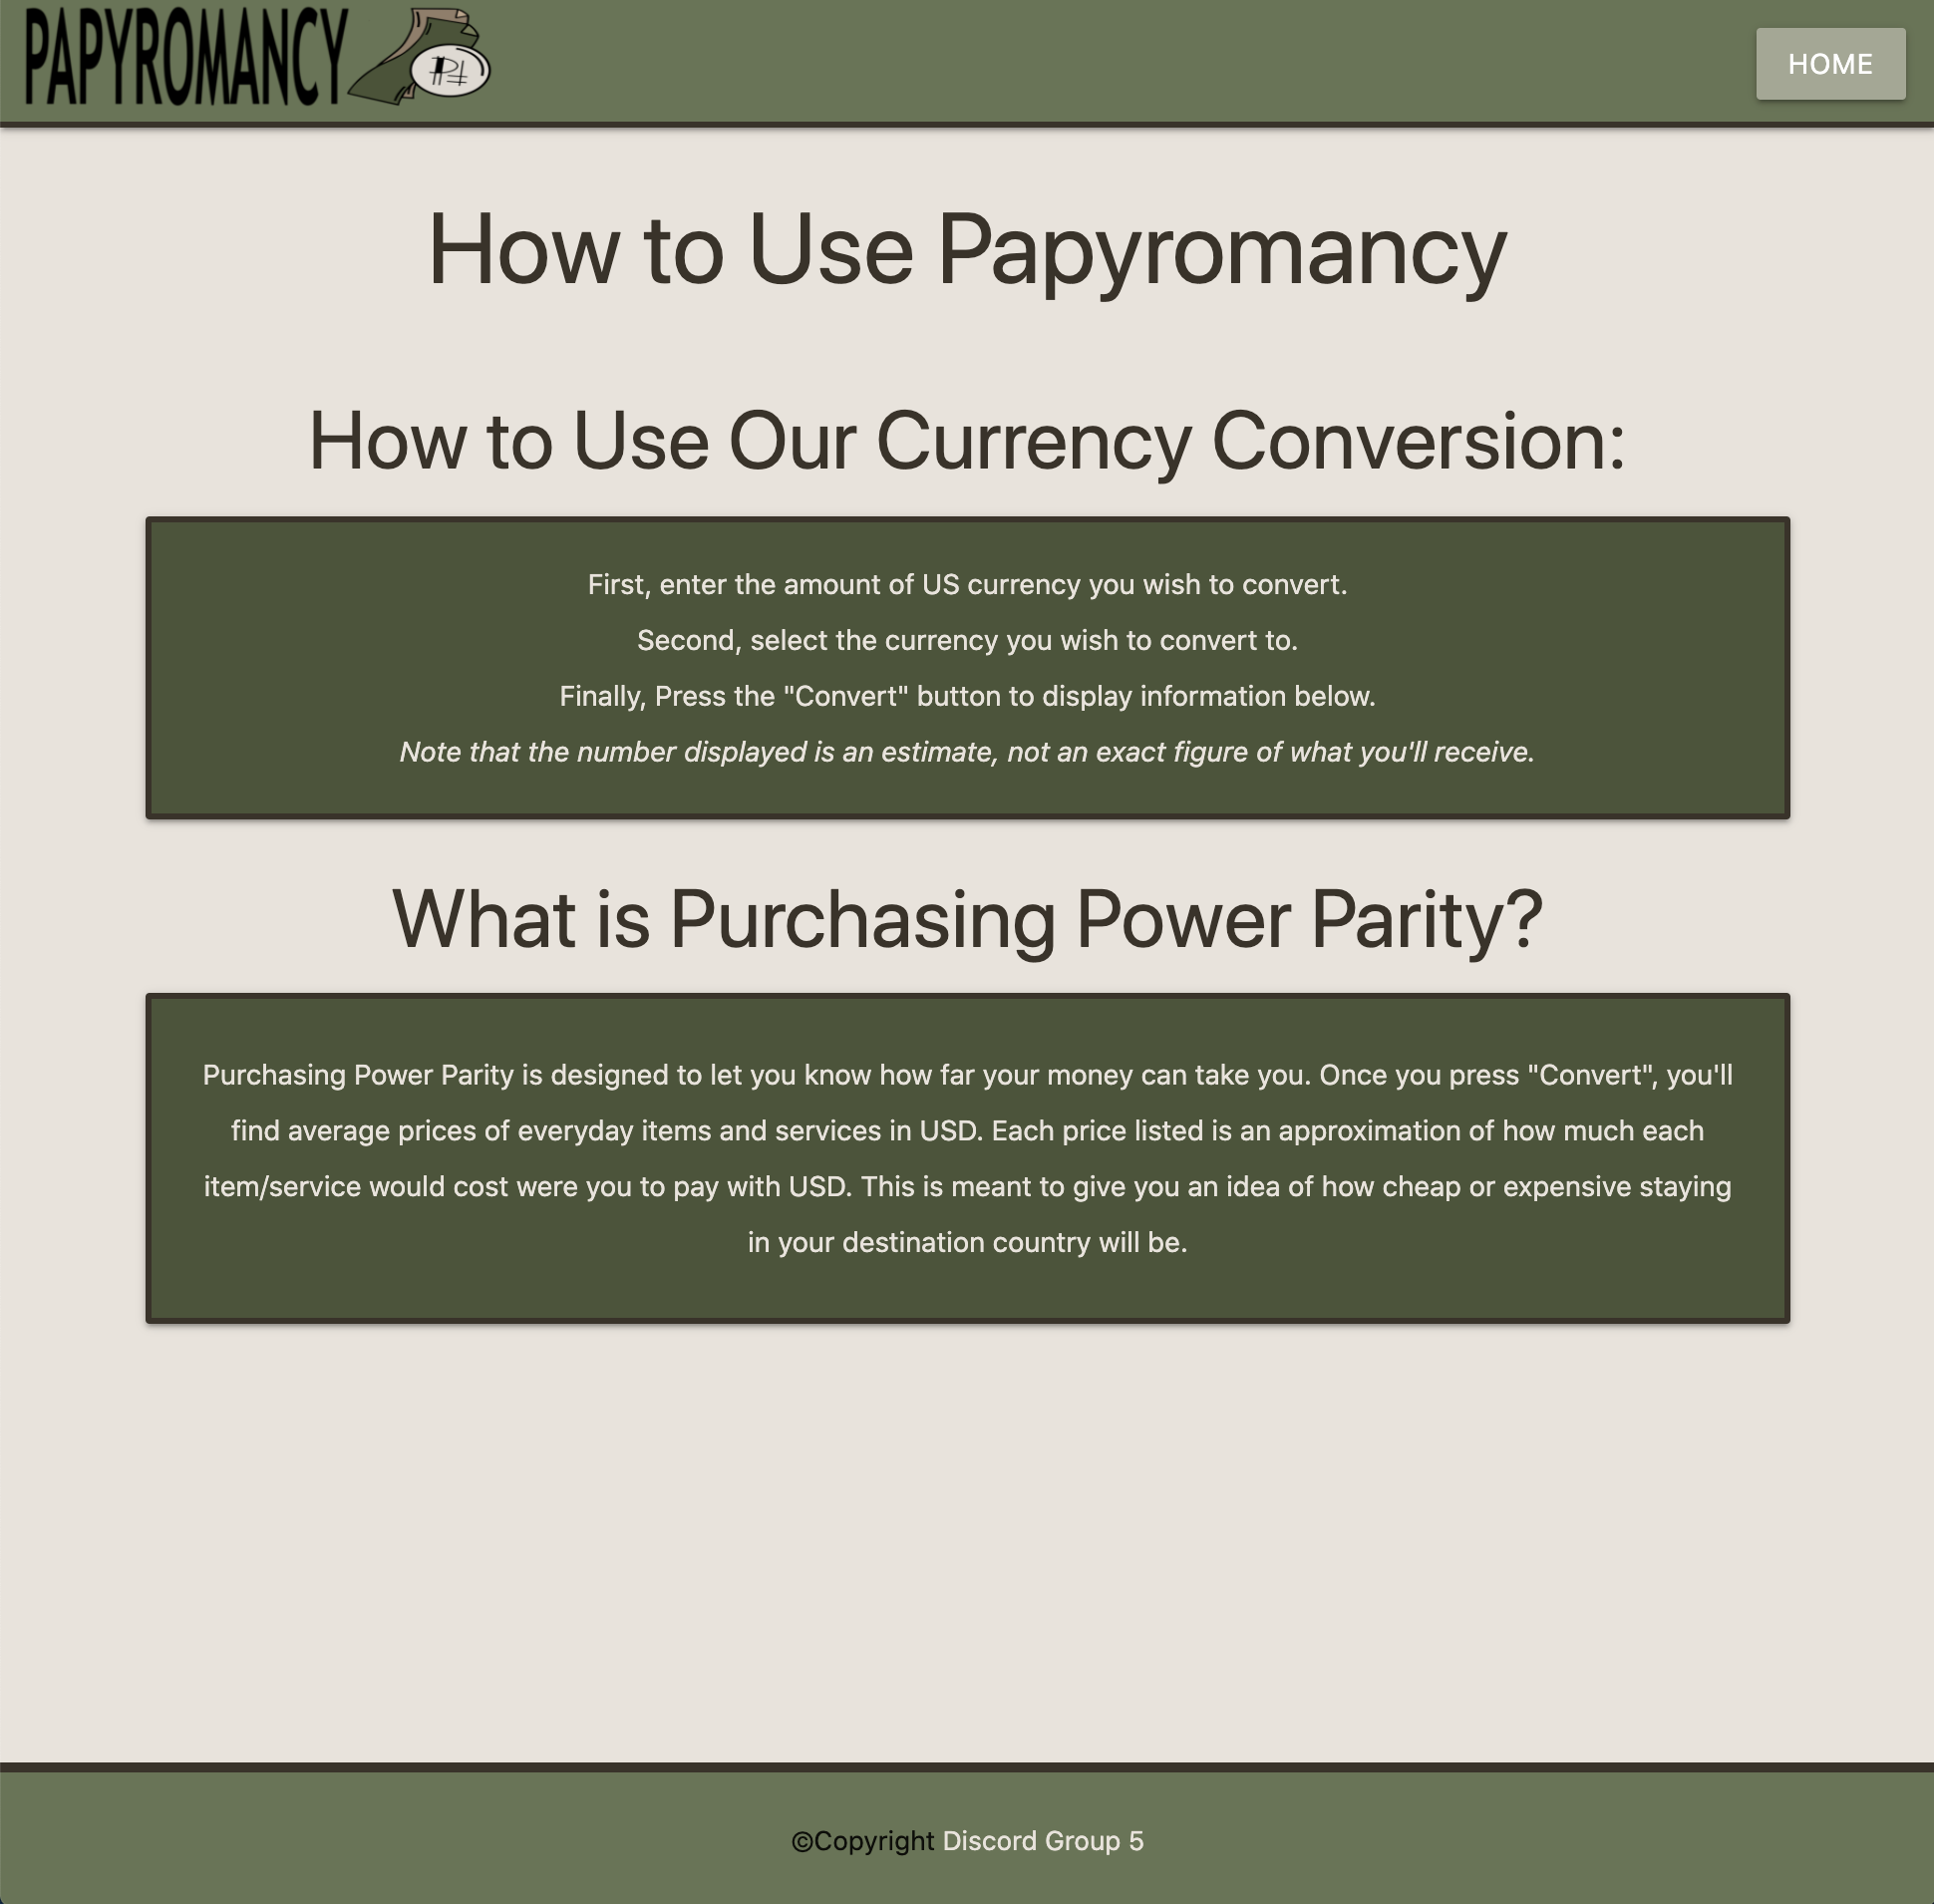 PAPYROMANCY
HOME
How to Use Papyromancy
How to Use Our Currency Conversion:
First, enter the amount of US currency you wish to convert.
Second, select the currency you wish to convert to.
Finally, Press the "Convert" button to display information below.
Note that the number displayed is an estimate, not an exact figure of what you'll receive.
What is Purchasing Power Parity?
Purchasing Power Parity is designed to let you know how far your money can take you. Once you press "Convert", you'll
find average prices of everyday items and services in USD. Each price listed is an approximation of how much each
item/service would cost were you to pay with USD. This is meant to give you an idea of how cheap or expensive staying
in your destination country will be.
©Copyright Discord Group 5